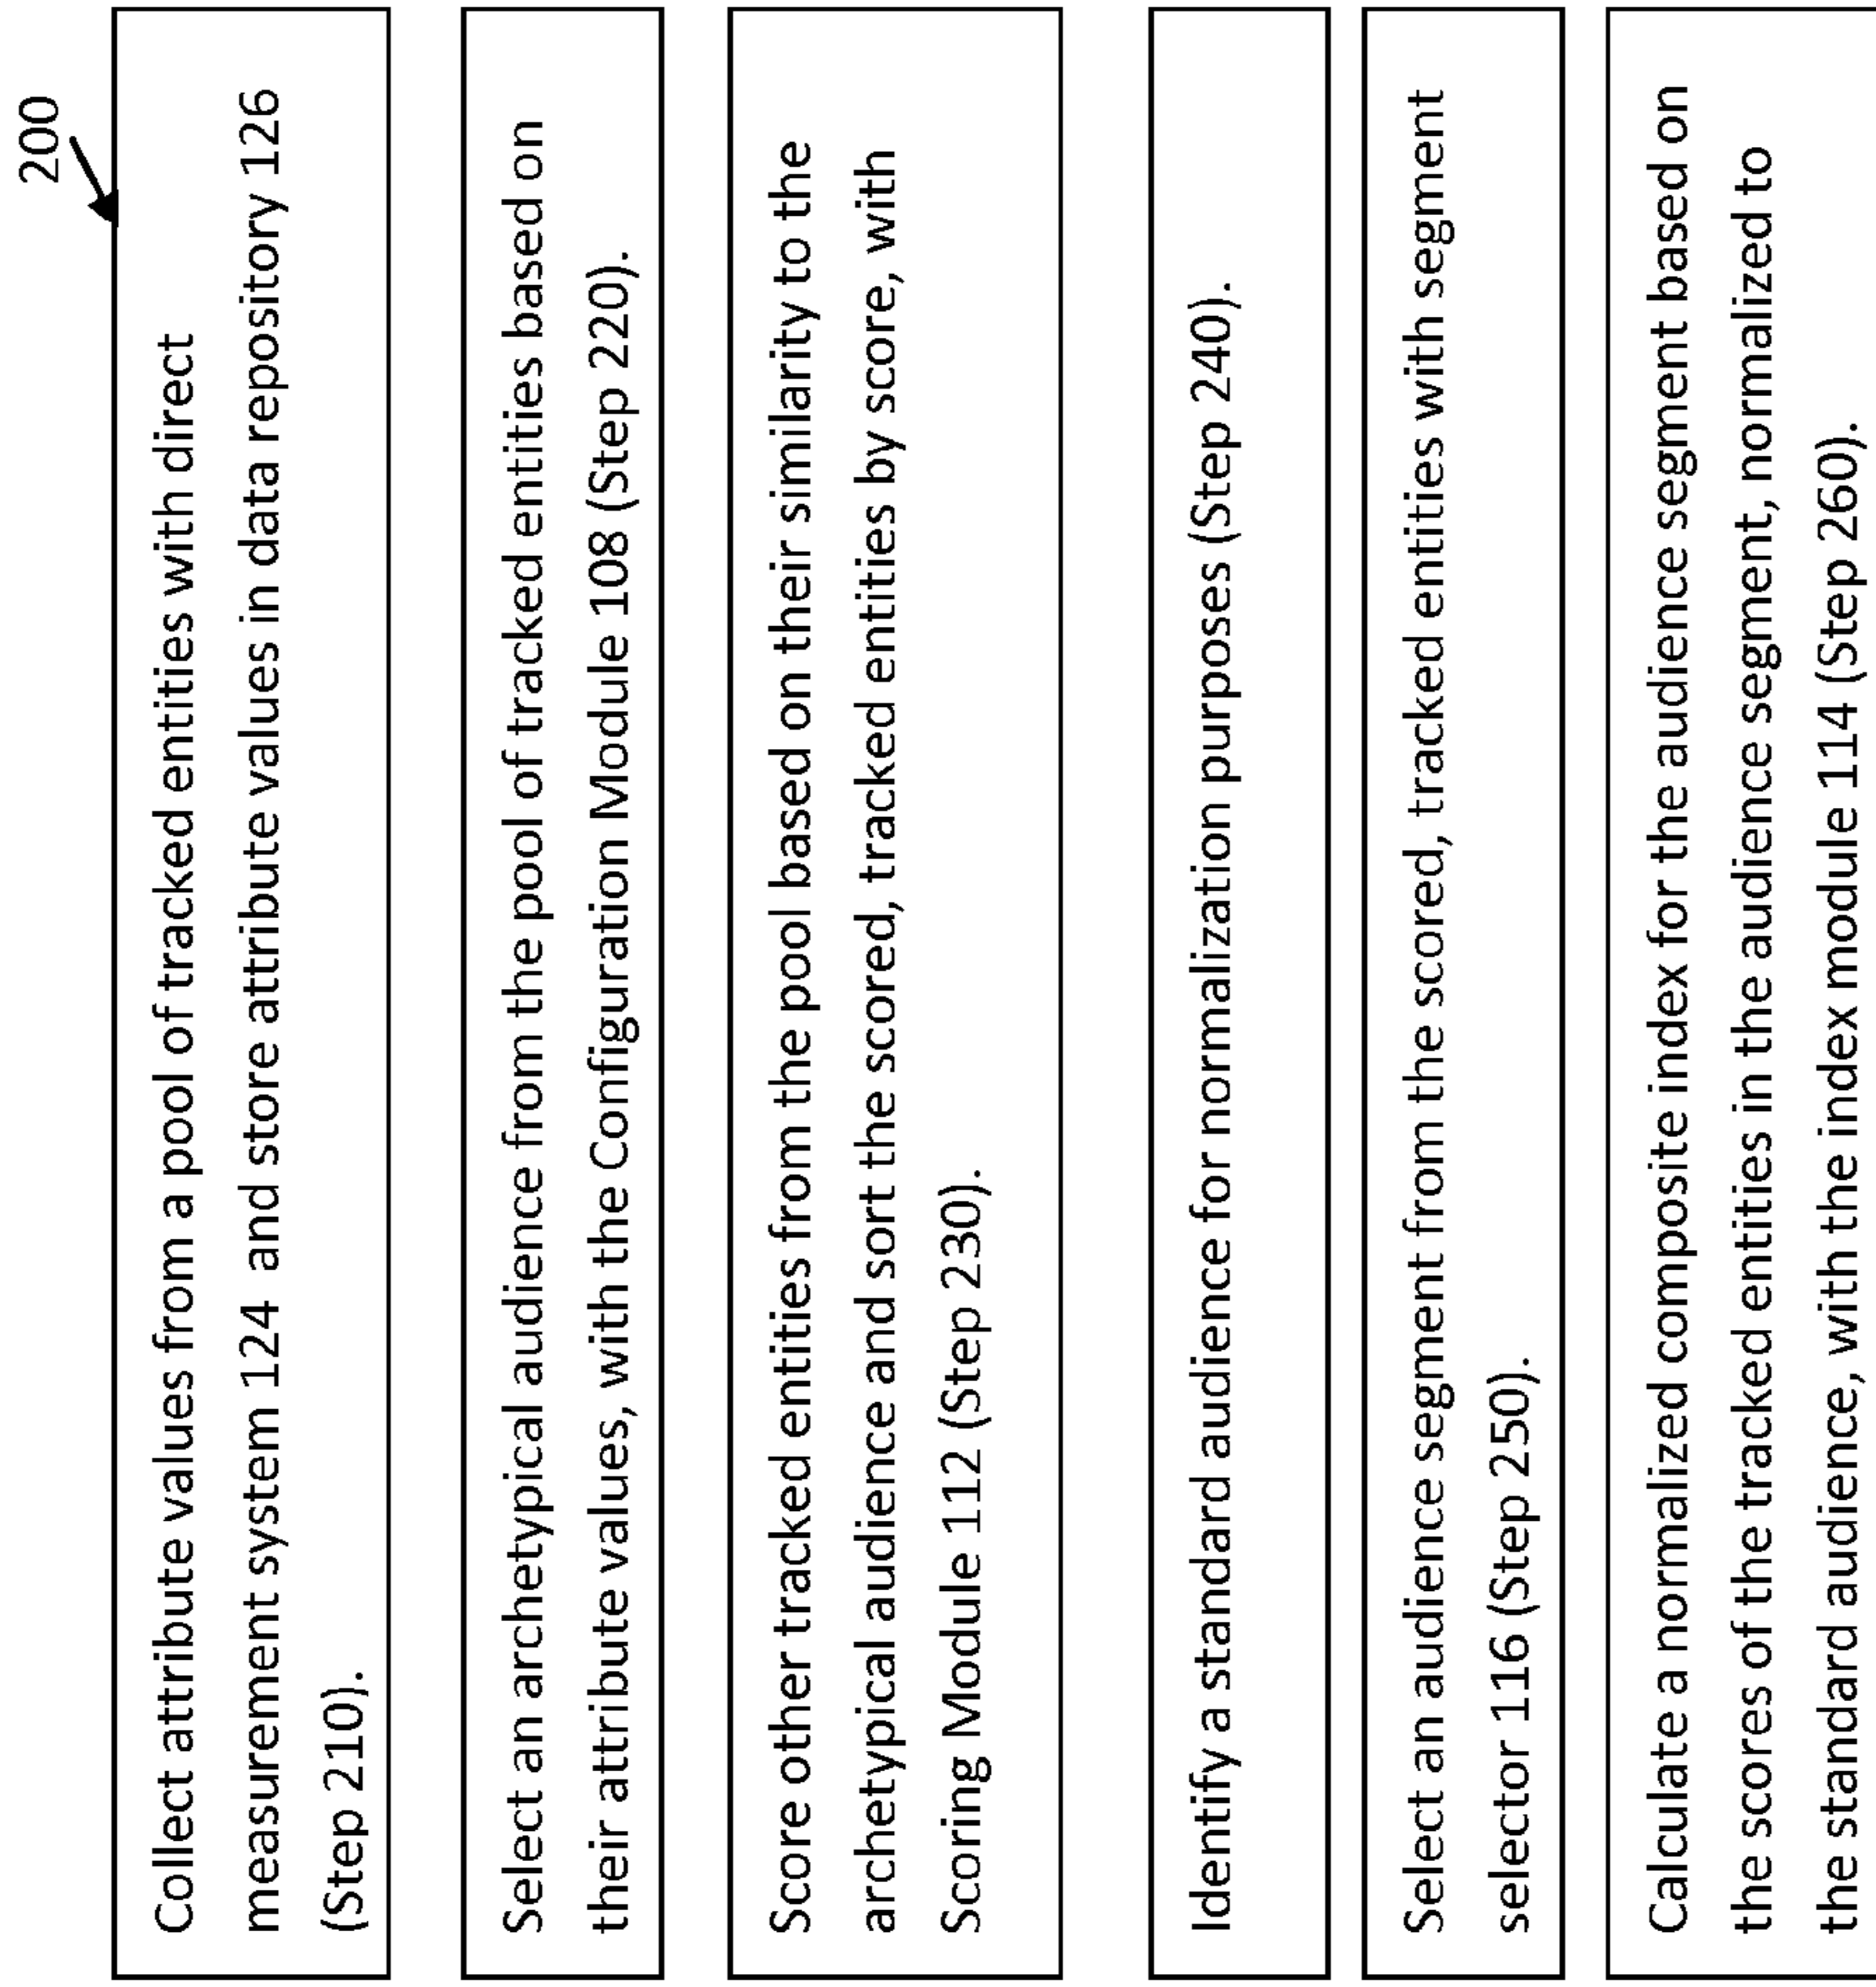 200
Collect attribute values from a pool of tracked entities with direct
measurement system 124 and store attribute values in data repository 126
(Step 210).
Select an archetypical audience from the pool of tracked entities based on
their attribute values, with the Configuration Module 108 (Step 220).
Score other tracked entities from the pool based on their similarity to the
archetypical audience and sort the scored, tracked entities by score, with
Scoring Module 112 (Step 230).
Identify a standard audience for normalization purposes (Step 240).
Select an audience segment from the scored, tracked entities with segment
selector 116 (Step 250).
Calculate a normalized composite index for the audience segment based on
the scores of the tracked entities in the audience segment, normalized to
the standard audience, with the index module 114 (Step 260).